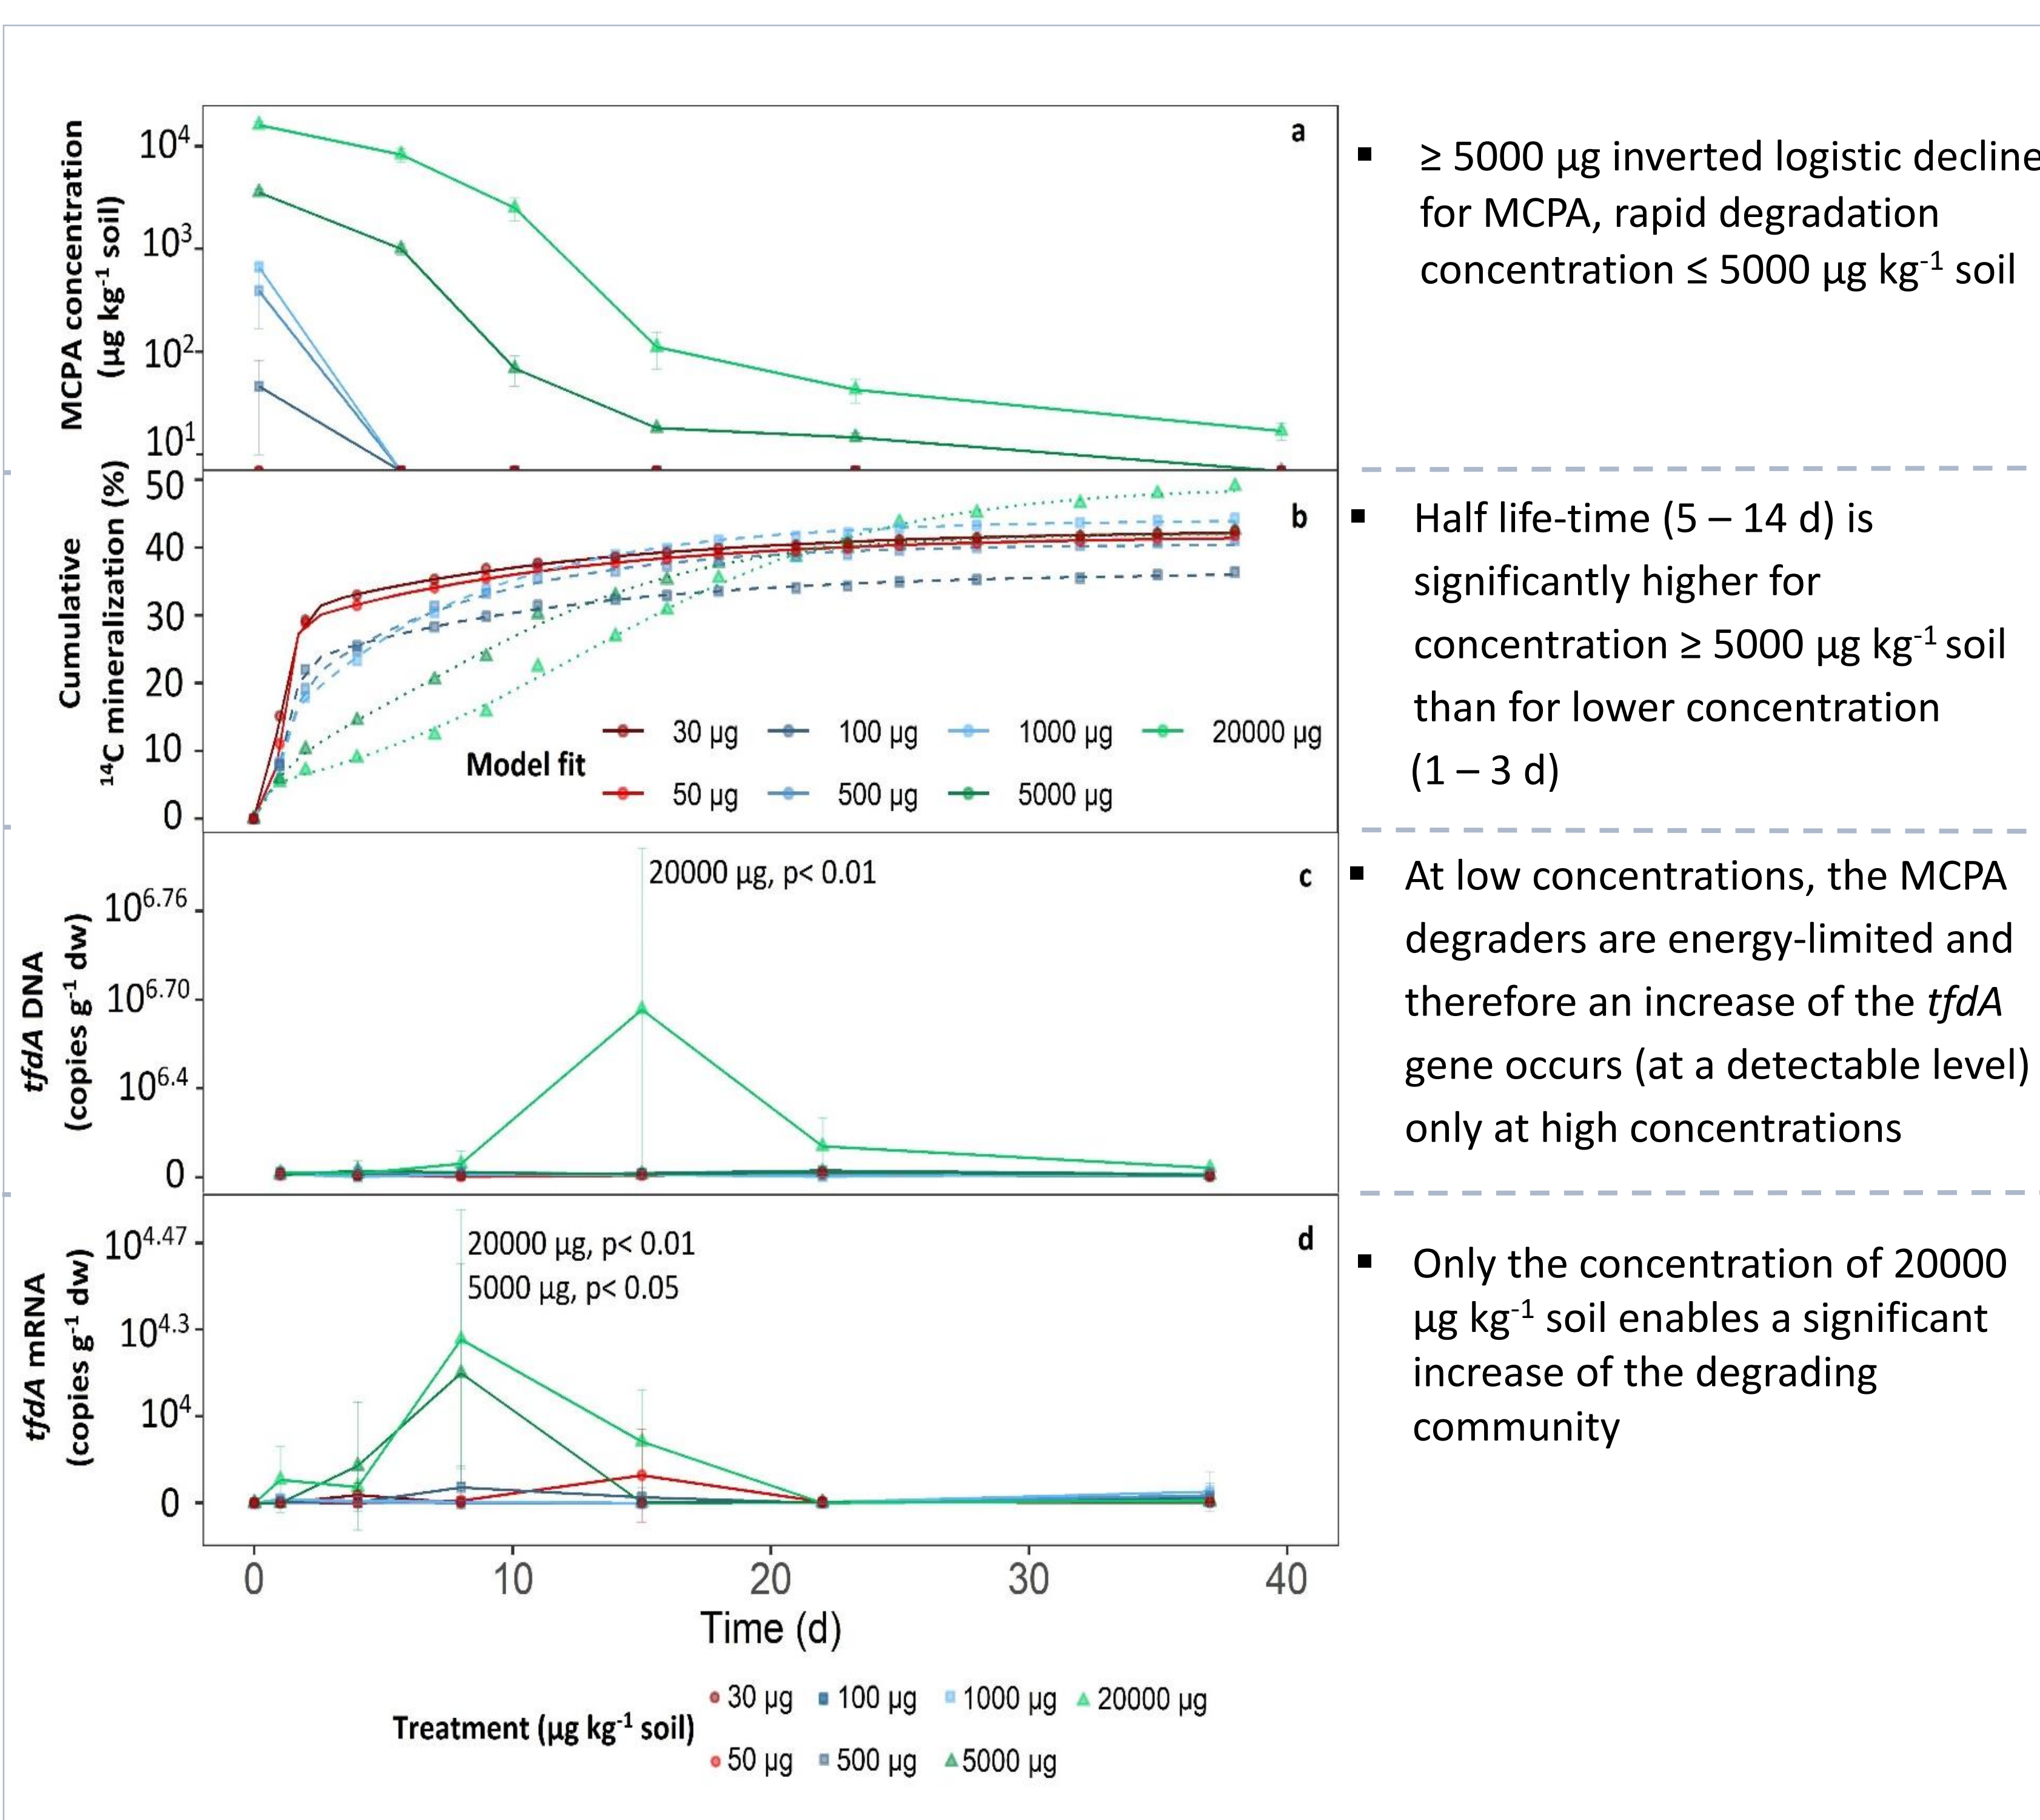 MCPA concentration
(µg kg-1 soil)
10^4
10^3
10^2
10^1
a
≥ 5000 µg inverted logistic decline
for MCPA, rapid degradation
concentration ≤ 5000 µg kg-1 soil
Cumulative
14C mineralization (%)
50
40
30
20
10
0
b
Model fit
30 µg
100 µg
1000 µg
20000 µg
50 µg
500 µg
5000 µg
Half life-time (5 – 14 d) is
significantly higher for
concentration ≥ 5000 µg kg-1 soil
than for lower concentration
(1 – 3 d)
tfdA DNA
(copies g-1 dw)
10^6.76
10^6.70
10^6.4
0
20000 µg, p< 0.01
c
At low concentrations, the MCPA
degraders are energy-limited and
therefore an increase of the tfdA
gene occurs (at a detectable level)
only at high concentrations
tfdA mRNA
(copies g-1 dw)
10^4.47
10^4.3
10^4
0
20000 µg, p< 0.01
5000 µg, p< 0.05
d
Only the concentration of 20000
µg kg-1 soil enables a significant
increase of the degrading
community
0 10 20 30 40
Time (d)
Treatment (µg kg-1 soil)
30 µg
100 µg
1000 µg
20000 µg
50 µg
500 µg
5000 µg